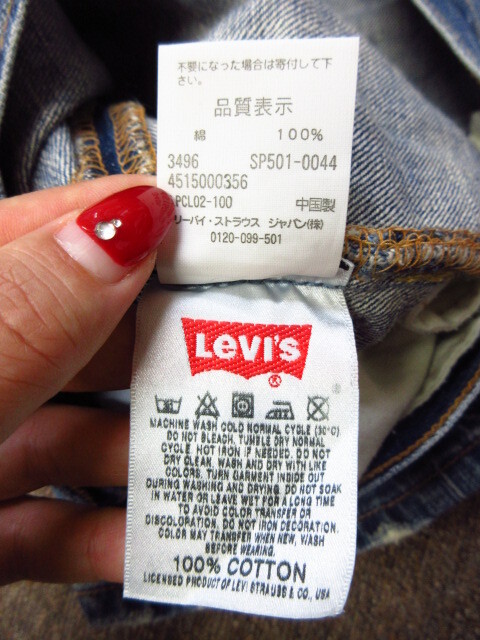 不要になった場合は寄付して下
さい。
品質表示
綿 100%
3496 SP501-0044
4515000356
PCL02-100 中国製
リーバイ・ストラウス ジャパン(株)
0120-099-501
Levi's
®
MACHINE WASH COLD NORMAL CYCLE (30°C)
DO NOT BLEACH. TUMBLE DRY NORMAL
CYCLE, HOT IRON IF NEEDED. DO NOT
DRY CLEAN. WASH AND DRY WITH LIKE
COLORS. TURN GARMENT INSIDE OUT
DURING WASHING AND DRYING. DO NOT SOAK
IN WATER OR LEAVE WET FOR A LONG TIME
TO AVOID COLOR TRANSFER OR
DISCOLORATION. DO NOT IRON DECORATION.
COLOR MAY TRANSFER WHEN NEW, WASH
BEFORE WEARING.
100% COTTON
LICENSED PRODUCT OF LEVI STRAUSS & CO., USA